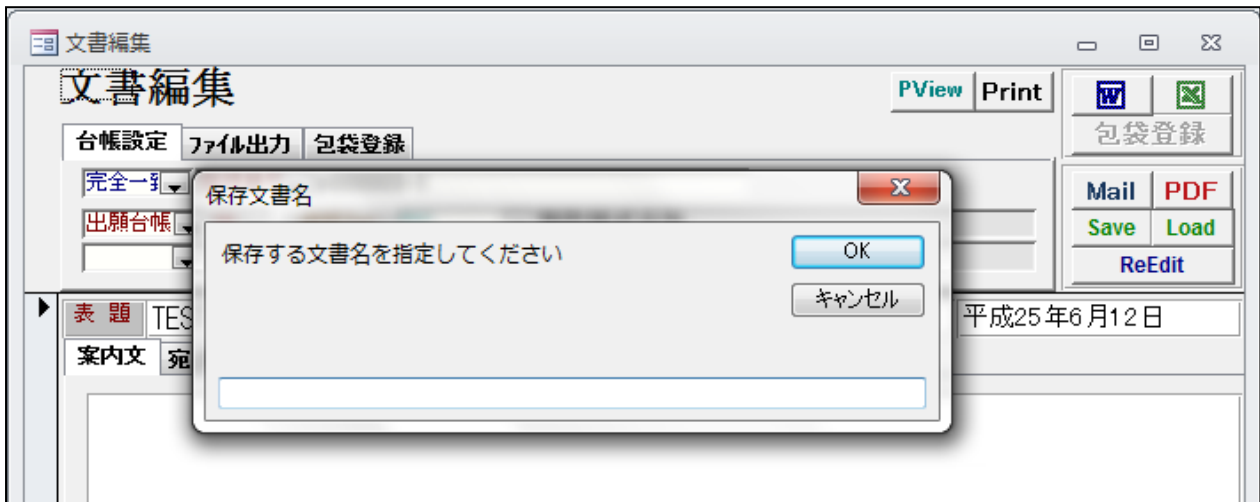 文書編集
文書編集
PView Print
包袋登録
台帳設定 ファイル出力 包袋登録
完全一致
出願台帳
Mail PDF
Save Load
ReEdit
保存文書名
保存する文書名を指定してください
OK
キャンセル
表 題 TES
平成25年6月12日
案内文 宛